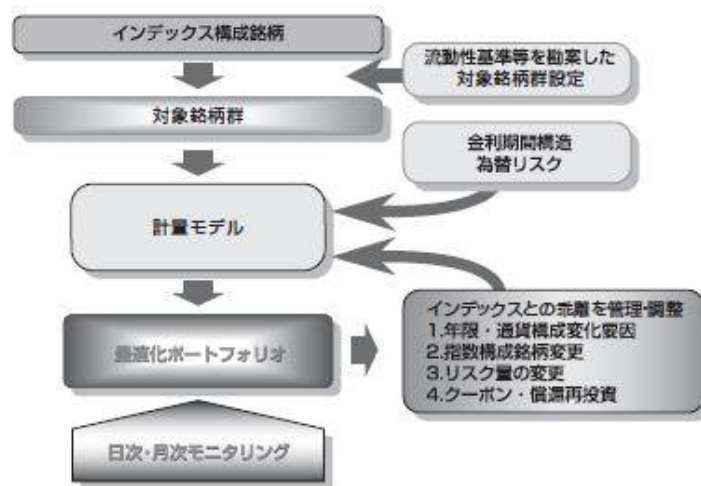 インデックス構成銘柄
流動性基準等を勘案した
対象銘柄群設定
対象銘柄群
金利期間構造
為替リスク
計量モデル
インデックスとの乖離を管理・調整
1.年限・通貨構成変化要因
2.指数構成銘柄変更
3.リスク量の変更
4.クーポン・償還再投資
最適化ポートフォリオ
日次・月次モニタリング